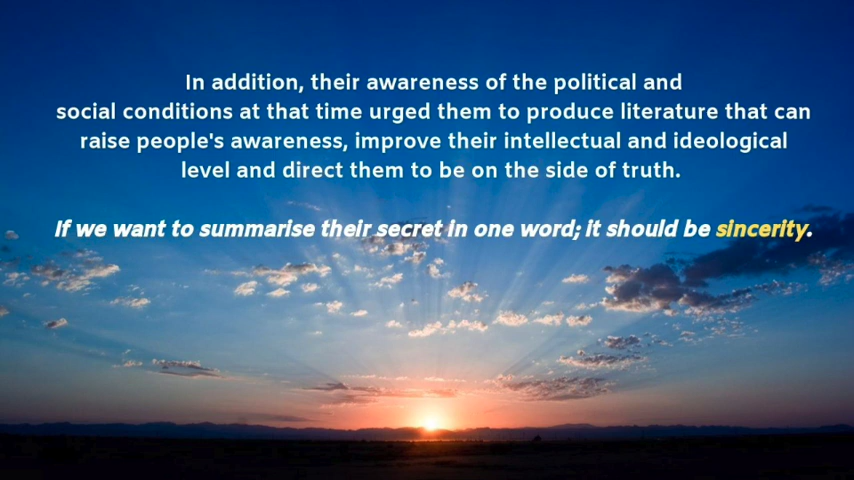 In addition, their awareness of the political and
social conditions at that time urged them to produce literature that can
raise people's awareness, improve their intellectual and ideological
level and direct them to be on the side of truth.
If we want to summarise their secret in one word; it should be sincerity.